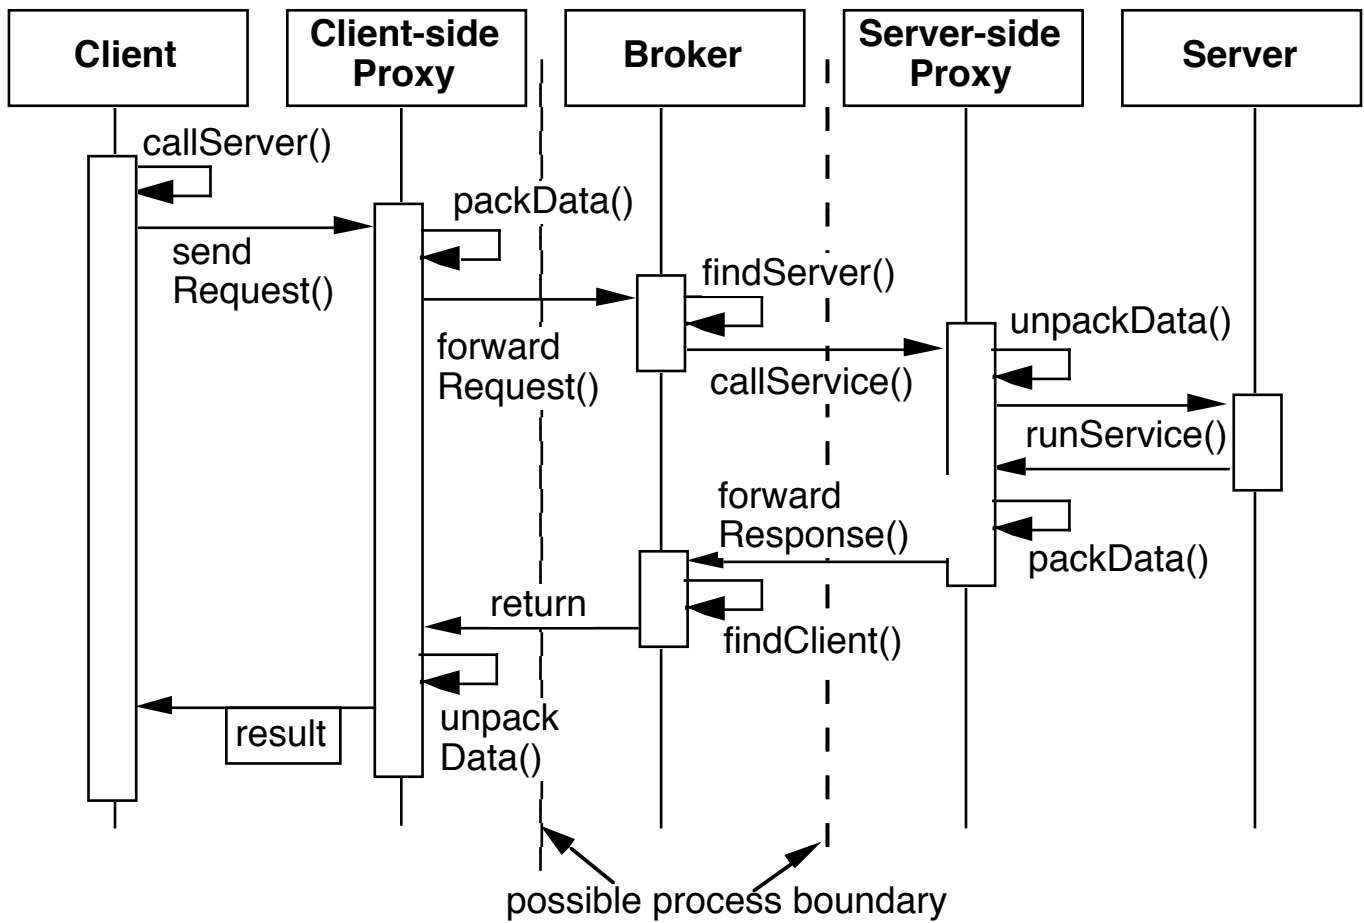 Client
Client-side
Proxy
Broker
Server-side
Proxy
Server
callServer()
packData()
send
Request()
findServer()
unpackData()
forward
Request()
callService()
runService()
forward
Response()
packData()
return
findClient()
unpack
Data()
result
possible process boundary